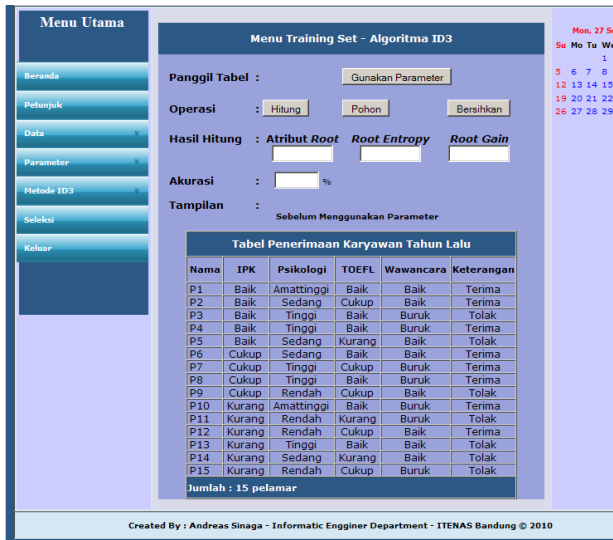 Menu Utama
Beranda
Petunjuk
Data
Parameter
Metode ID3
Seleksi
Keluar
Menu Training Set - Algoritma ID3
Panggil Tabel : Gunakan Parameter
Operasi : Hitung Pohon Bersihkan
Hasil Hitung : Atribut Root Root Entropy Root Gain
Akurasi : %
Tampilan :
Sebelum Menggunakan Parameter
Tabel Penerimaan Karyawan Tahun Lalu
Nama IPK Psikologi TOEFL Wawancara Keterangan
P1 Baik Amattinggi Baik Baik Terima
P2 Baik Sedang Cukup Baik Terima
P3 Baik Tinggi Baik Buruk Tolak
P4 Baik Tinggi Baik Buruk Terima
P5 Baik Sedang Kurang Baik Tolak
P6 Cukup Sedang Baik Baik Terima
P7 Cukup Tinggi Cukup Buruk Terima
P8 Cukup Tinggi Baik Buruk Terima
P9 Cukup Rendah Cukup Baik Tolak
P10 Kurang Amattinggi Baik Buruk Terima
P11 Kurang Rendah Kurang Buruk Tolak
P12 Kurang Rendah Cukup Baik Terima
P13 Kurang Tinggi Baik Baik Tolak
P14 Kurang Sedang Kurang Baik Tolak
P15 Kurang Rendah Cukup Buruk Tolak
Jumlah : 15 pelamar
Mon, 27 Se
Su Mo Tu We
1
5 6 7 8
12 13 14 15
19 20 21 22
26 27 28 29
Created By : Andreas Sinaga - Informatic Engginer Department - ITENAS Bandung © 2010